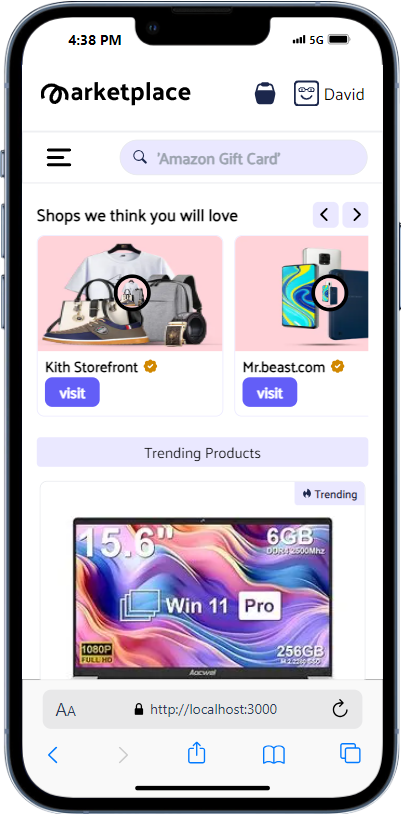 4:38 PM 5G
marketplace David
'Amazon Gift Card'
Shops we think you will love
Kith Storefront Mr.beast.com
visit visit
Trending Products
Trending
15.6" 6GB
DDR4 2500Mhz
Win 11 Pro
1080P 256GB
FULL HD M.2 2280 SSD
Aocwei
AA http://localhost:3000